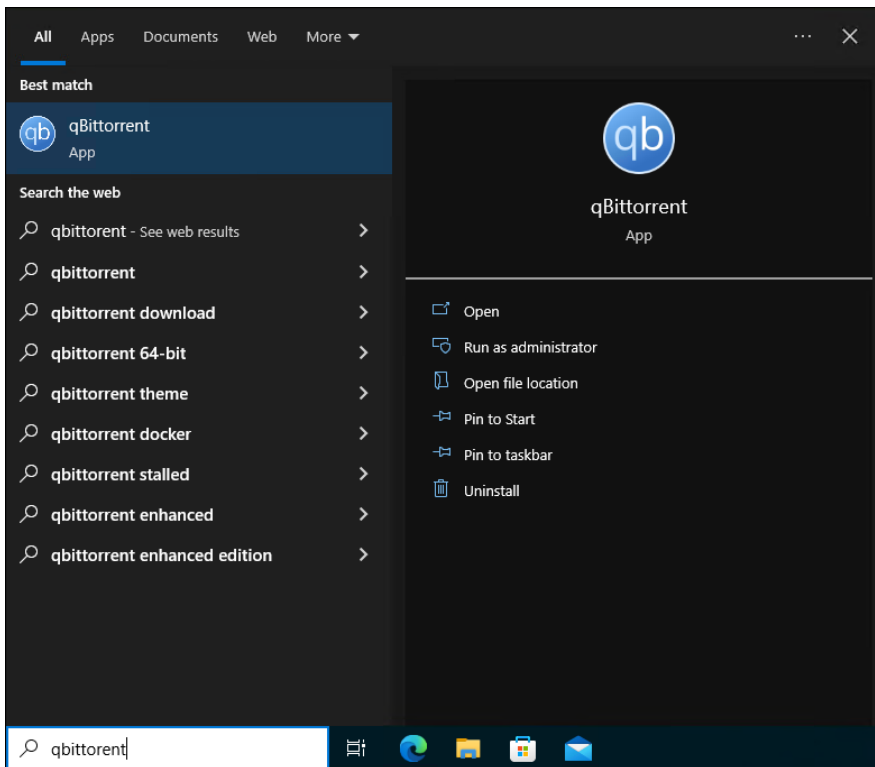 All Apps Documents Web More ...
Best match
qb qBittorrent
App
Search the web
qbittorent - See web results
qbittorrent
qbittorrent download
qbittorrent 64-bit
qbittorrent theme
qbittorrent docker
qbittorrent stalled
qbittorrent enhanced
qbittorrent enhanced edition
qb
qBittorrent
App
Open
Run as administrator
Open file location
Pin to Start
Pin to taskbar
Uninstall
qbittorent